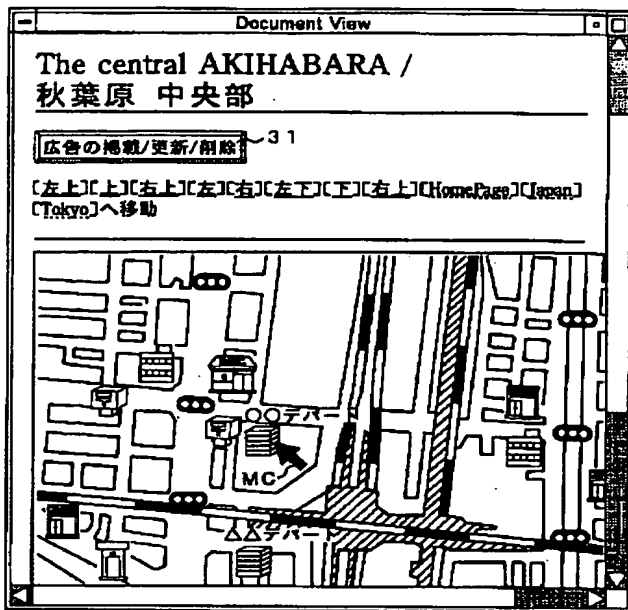 Document View
The central AKIHABARA /
秋葉原 中央部
広告の掲載/更新/削除
31
[左上][上][右上][左][右][左下][下][右上][HomePage][Japan]
[Tokyo]へ移動
○○デパート
MC
△△デパート